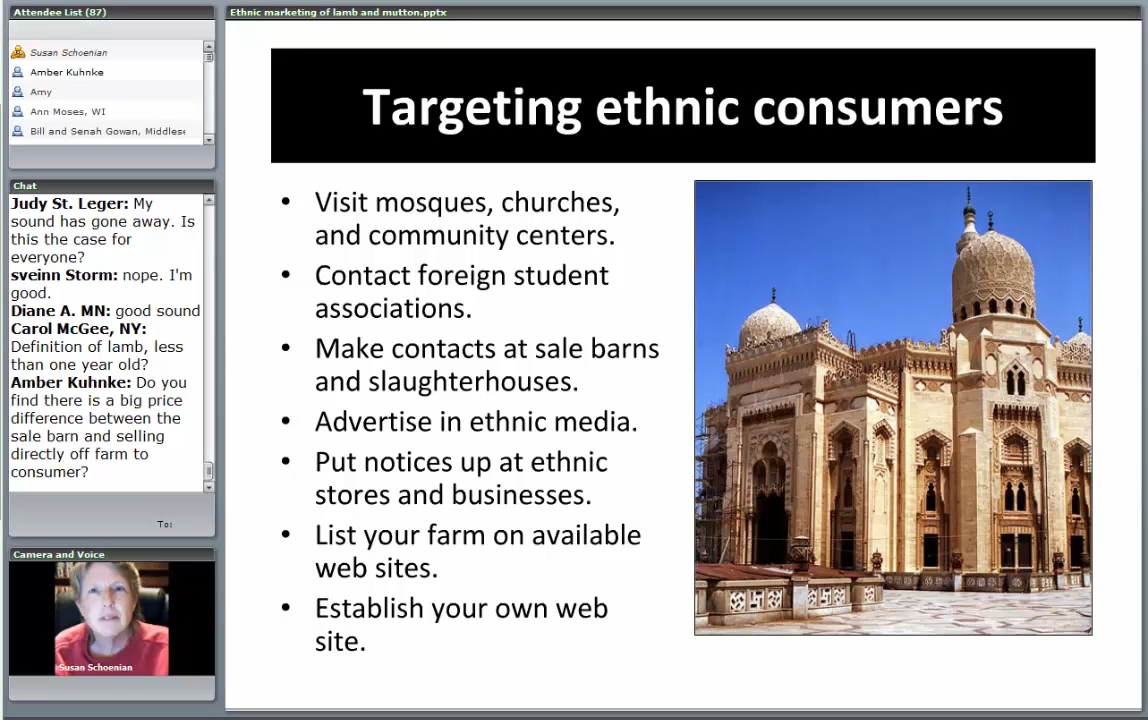 Attendee List (87)
Susan Schoenian
Amber Kuhnke
Amy
Ann Moses, WI
Bill and Senah Gowan, Middlese
Chat
Judy St. Leger: My
sound has gone away. Is
this the case for
everyone?
sveinn Storm: nope. I'm
good.
Diane A. MN: good sound
Carol McGee, NY:
Definition of lamb, less
than one year old?
Amber Kuhnke: Do you
find there is a big price
difference between the
sale barn and selling
directly off farm to
consumer?
To:
Camera and Voice
Susan Schoenian
Ethnic marketing of lamb and mutton.pptx
Targeting ethnic consumers
• Visit mosques, churches,
and community centers.
• Contact foreign student
associations.
• Make contacts at sale barns
and slaughterhouses.
• Advertise in ethnic media.
• Put notices up at ethnic
stores and businesses.
• List your farm on available
web sites.
• Establish your own web
site.